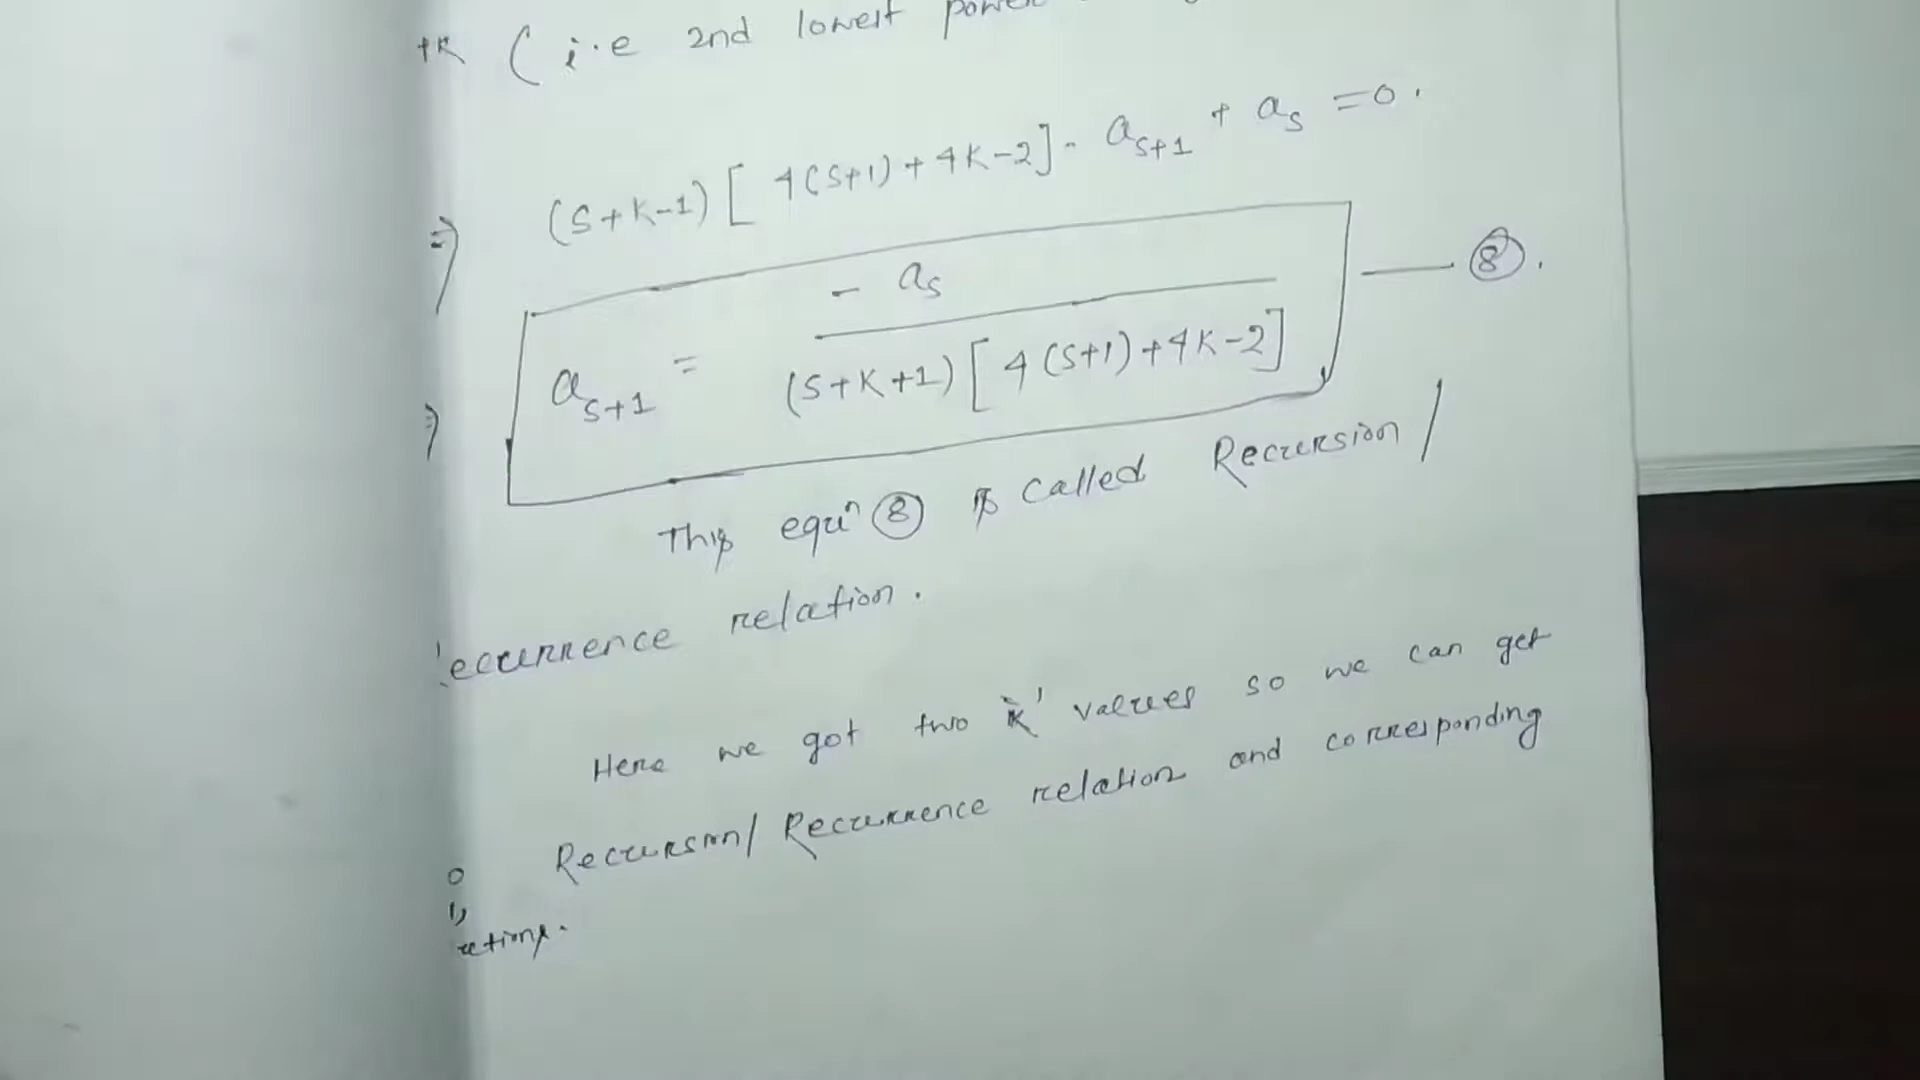 +K (i.e 2nd lowest power
⇒ (S+K-1) [4(S+1)+4K-2]. a_{S+1} + a_S = 0.
⇒ a_{S+1} = - a_S / (S+K+1) [4(S+1)+4K-2] — ⑧.
This equⁿ ⑧ is called Recursion /
ecurrence relation.
Here we got two 'K' values so we can get
Recursion/ Recurrence relation and corresponding